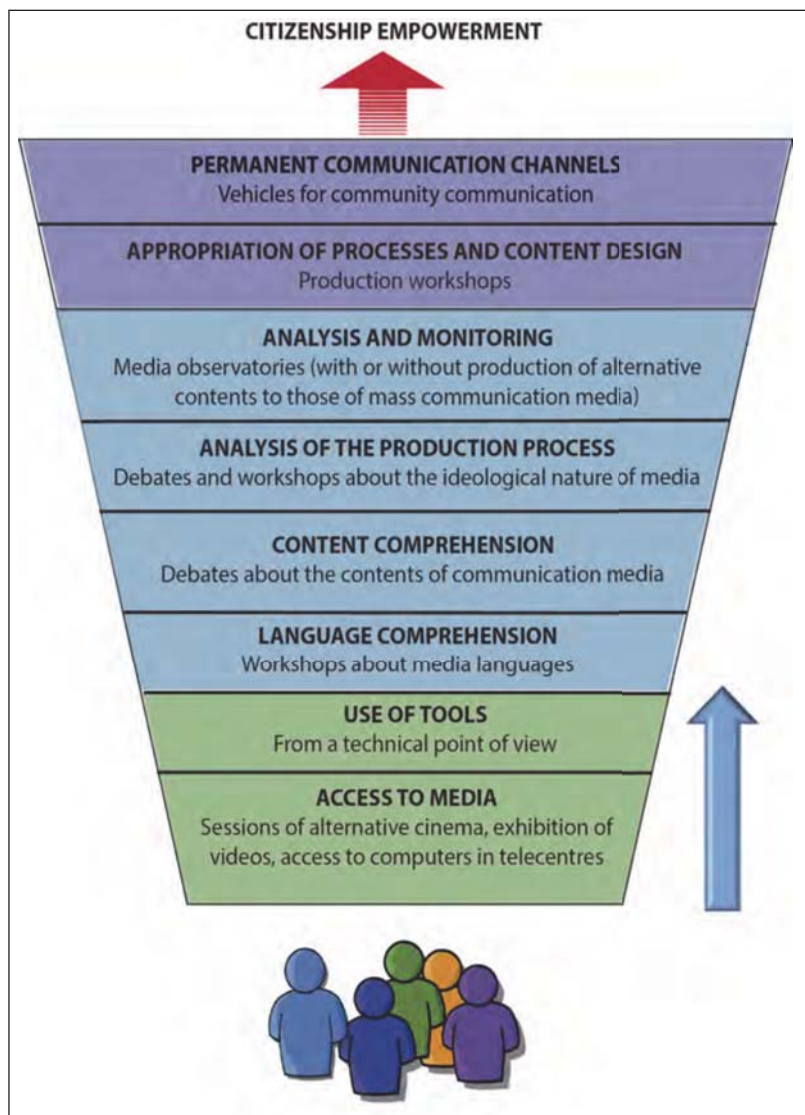 CITIZENSHIP EMPOWERMENT
PERMANENT COMMUNICATION CHANNELS
Vehicles for community communication
APPROPRIATION OF PROCESSES AND CONTENT DESIGN
Production workshops
ANALYSIS AND MONITORING
Media observatories (with or without production of alternative
contents to those of mass communication media)
ANALYSIS OF THE PRODUCTION PROCESS
Debates and workshops about the ideological nature of media
CONTENT COMPREHENSION
Debates about the contents of communication media
LANGUAGE COMPREHENSION
Workshops about media languages
USE OF TOOLS
From a technical point of view
ACCESS TO MEDIA
Sessions of alternative cinema, exhibition of
videos, access to computers in telecentres